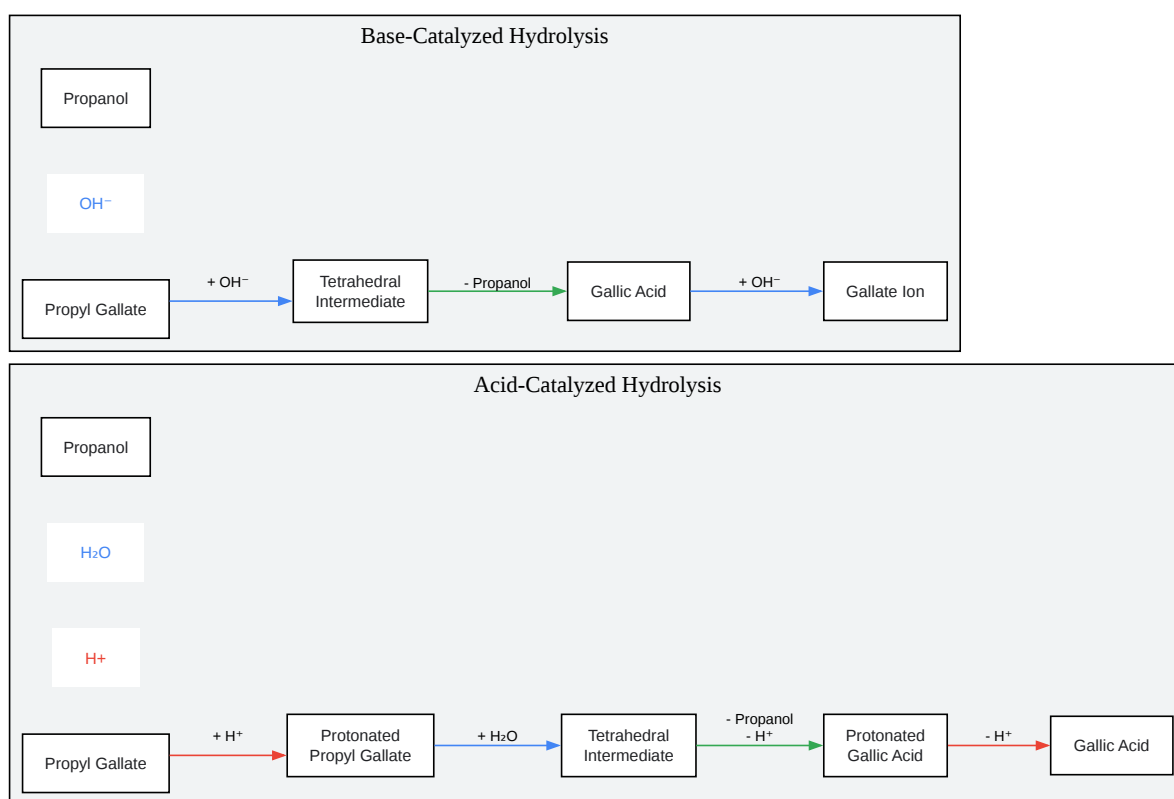 Base-Catalyzed Hydrolysis
Propanol
OH⁻
Propyl Gallate
+ OH⁻
Tetrahedral
Intermediate
- Propanol
Gallic Acid
+ OH⁻
Gallate Ion
Acid-Catalyzed Hydrolysis
Propanol
H₂O
H+
Propyl Gallate
+ H⁺
Protonated
Propyl Gallate
+ H₂O
Tetrahedral
Intermediate
- Propanol
- H⁺
Protonated
Gallic Acid
- H⁺
Gallic Acid